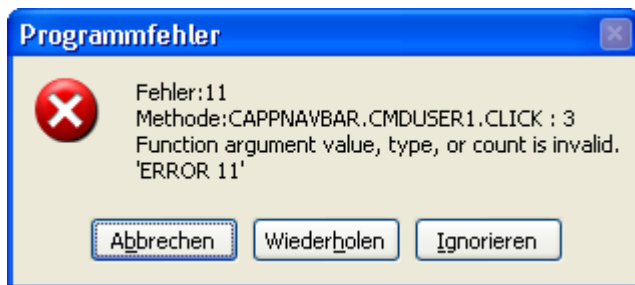 Programmfehler
Fehler:11
Methode:CAPPNAVBAR.CMDUSER1.CLICK : 3
Function argument value, type, or count is invalid.
'ERROR 11'
Abbrechen
Wiederholen
Ignorieren